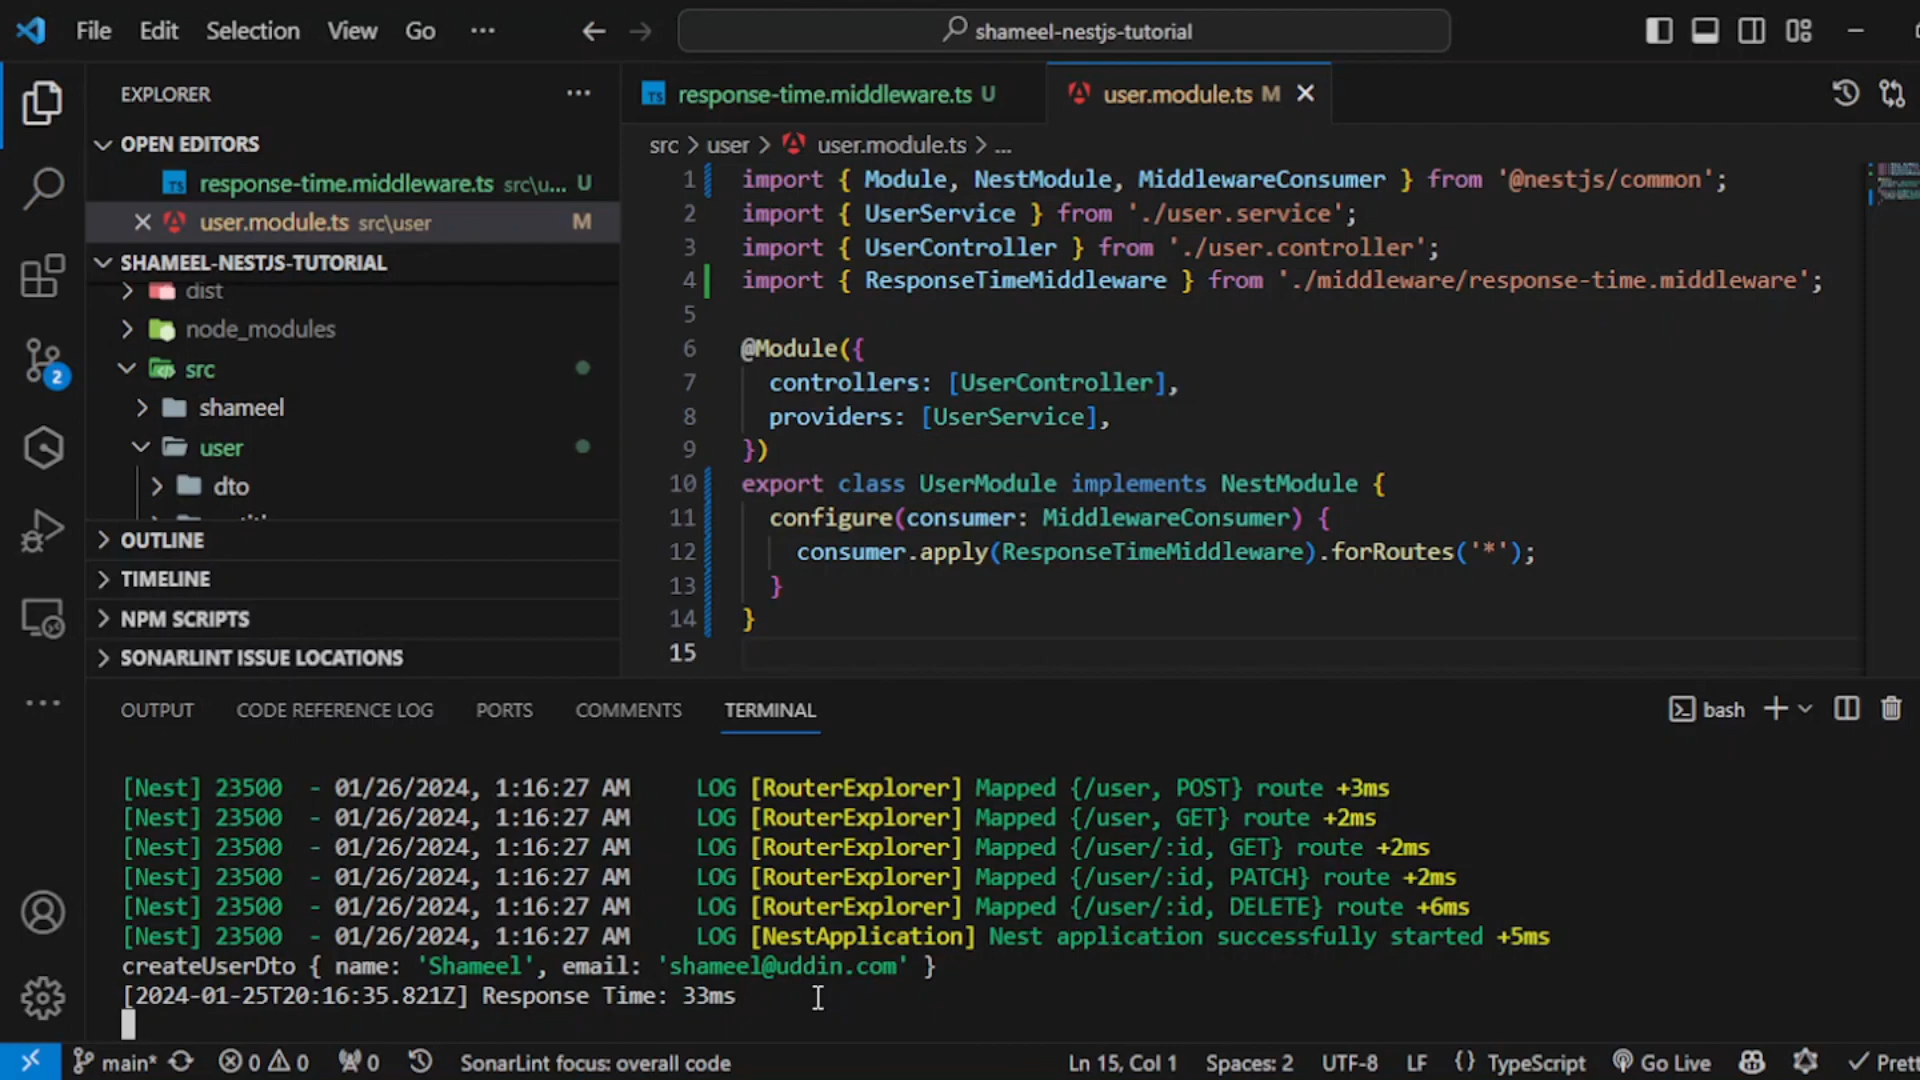 File Edit Selection View Go ...
shameel-nestjs-tutorial
EXPLORER
OPEN EDITORS
response-time.middleware.ts src\u... U
user.module.ts src\user M
SHAMEEL-NESTJS-TUTORIAL
dist
node_modules
src
shameel
user
dto
OUTLINE
TIMELINE
NPM SCRIPTS
SONARLINT ISSUE LOCATIONS
2
response-time.middleware.ts U
user.module.ts M
src > user > user.module.ts > ...
1 import { Module, NestModule, MiddlewareConsumer } from '@nestjs/common';
2 import { UserService } from './user.service';
3 import { UserController } from './user.controller';
4 import { ResponseTimeMiddleware } from './middleware/response-time.middleware';
5
6 @Module({
7 controllers: [UserController],
8 providers: [UserService],
9 })
10 export class UserModule implements NestModule {
11 configure(consumer: MiddlewareConsumer) {
12 consumer.apply(ResponseTimeMiddleware).forRoutes('*');
13 }
14 }
15
OUTPUT CODE REFERENCE LOG PORTS COMMENTS TERMINAL
bash
[Nest] 23500 - 01/26/2024, 1:16:27 AM LOG [RouterExplorer] Mapped {/user, POST} route +3ms
[Nest] 23500 - 01/26/2024, 1:16:27 AM LOG [RouterExplorer] Mapped {/user, GET} route +2ms
[Nest] 23500 - 01/26/2024, 1:16:27 AM LOG [RouterExplorer] Mapped {/user/:id, GET} route +2ms
[Nest] 23500 - 01/26/2024, 1:16:27 AM LOG [RouterExplorer] Mapped {/user/:id, PATCH} route +2ms
[Nest] 23500 - 01/26/2024, 1:16:27 AM LOG [RouterExplorer] Mapped {/user/:id, DELETE} route +6ms
[Nest] 23500 - 01/26/2024, 1:16:27 AM LOG [NestApplication] Nest application successfully started +5ms
createUserDto { name: 'Shameel', email: 'shameel@uddin.com' }
[2024-01-25T20:16:35.821Z] Response Time: 33ms
main* 0 0 0 SonarLint focus: overall code Ln 15, Col 1 Spaces: 2 UTF-8 LF {} TypeScript Go Live Prett